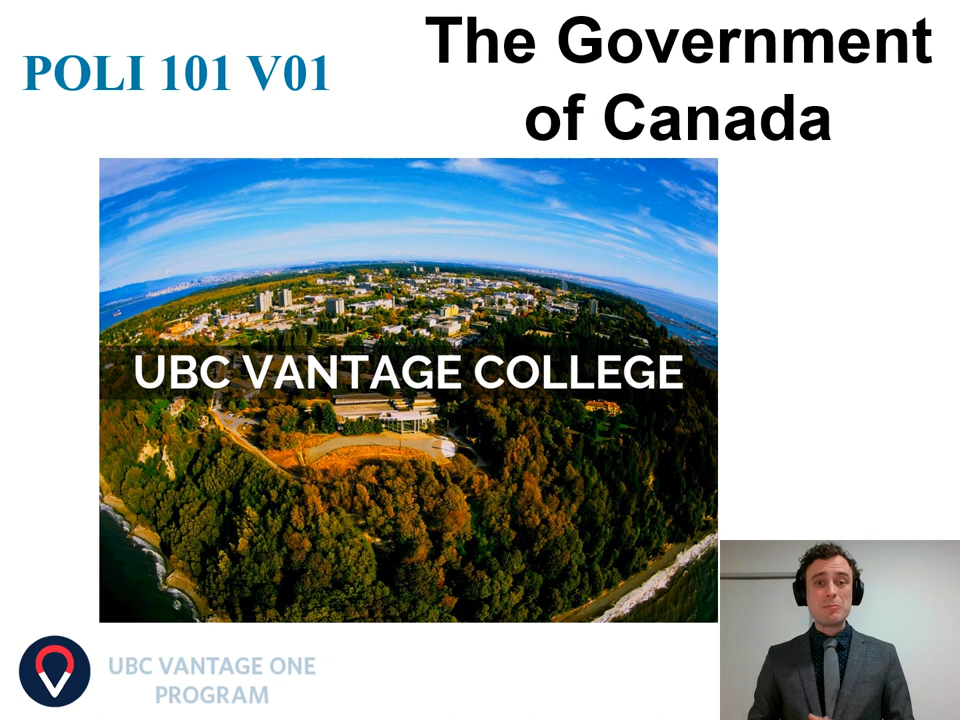 POLI 101 V01
The Government
of Canada
UBC VANTAGE COLLEGE
UBC VANTAGE ONE
PROGRAM